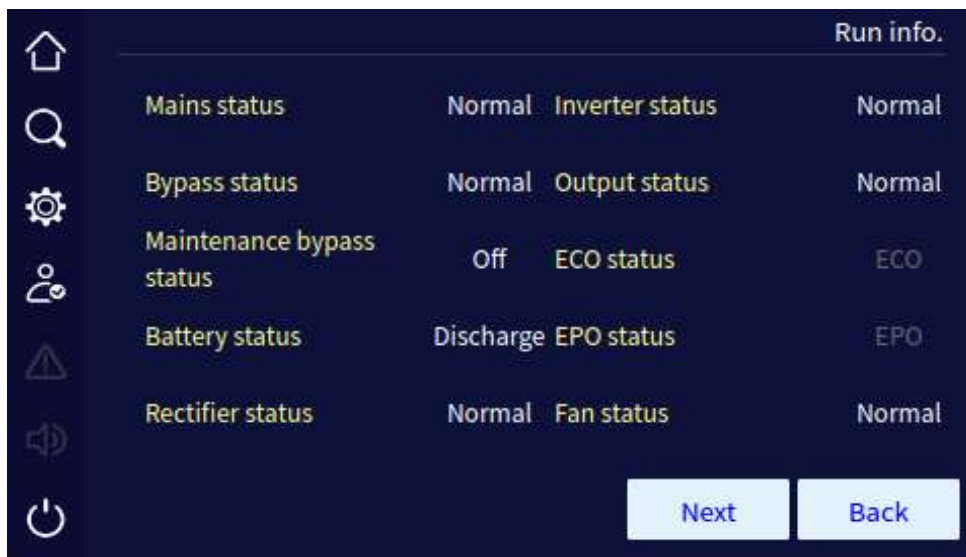 Run info.
Mains status Normal Inverter status Normal
Bypass status Normal Output status Normal
Maintenance bypass
status Off ECO status ECO
Battery status Discharge EPO status EPO
Rectifier status Normal Fan status Normal
Next Back